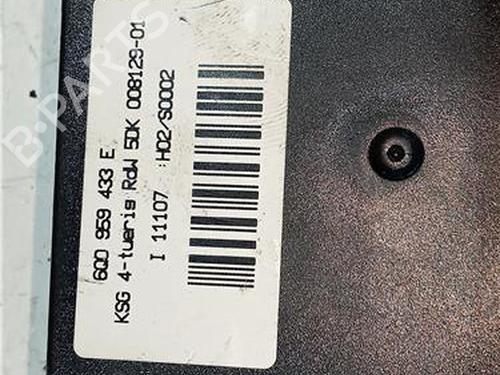 6Q0 959 433 E
KSG 4-tueris RdW 5DK 008129-01
I 11107 :H02/S0002
B-PARTS